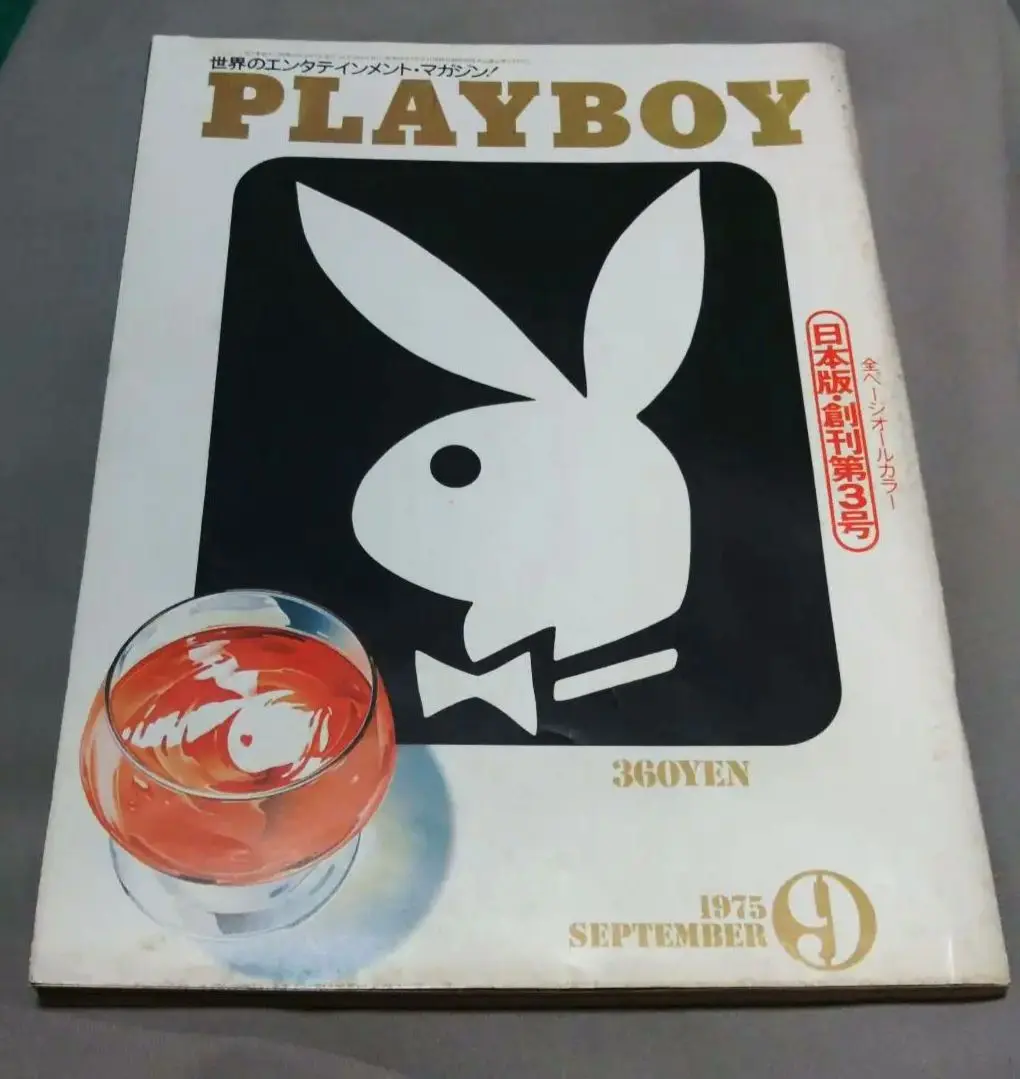 世界のエンタテインメント・マガジン!
PLAYBOY
全ページオールカラー
日本版・創刊第3号
360YEN
1975
SEPTEMBER
9